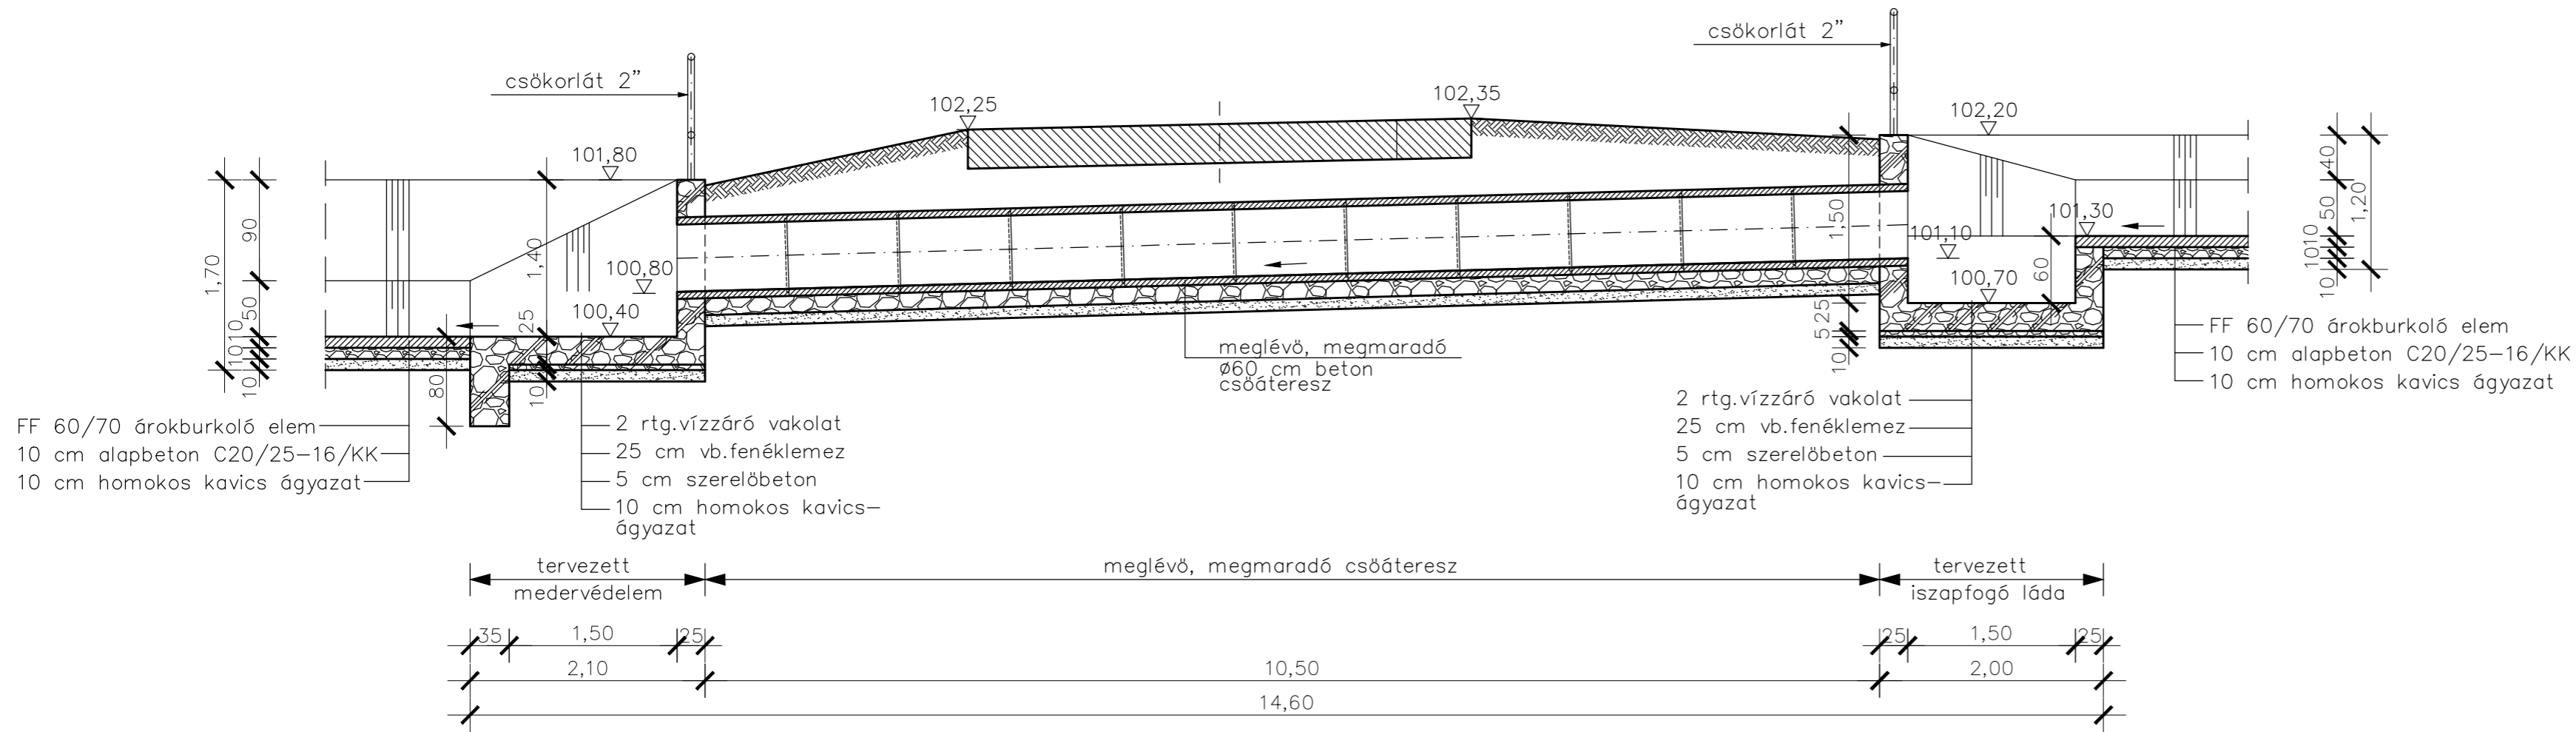 csökorlát 2”
csökorlát 2”
102,25
102,35
102,20
101,80
101,30
101,10
100,80
100,70
100,40
1,70
90
50
10
10
10
1,40
25
10
80
1,50
5
25
10
60
40
50
10
10
10
1,20
meglévö, megmaradó
Ø60 cm beton
csöáteresz
FF 60/70 árokburkoló elem
10 cm alapbeton C20/25-16/KK
10 cm homokos kavics ágyazat
2 rtg.vízzáró vakolat
25 cm vb.fenéklemez
5 cm szerelöbeton
10 cm homokos kavics-
ágyazat
2 rtg.vízzáró vakolat
25 cm vb.fenéklemez
5 cm szerelöbeton
10 cm homokos kavics-
ágyazat
FF 60/70 árokburkoló elem
10 cm alapbeton C20/25-16/KK
10 cm homokos kavics ágyazat
tervezett
medervédelem
meglévö, megmaradó csöáteresz
tervezett
iszapfogó láda
35
1,50
25
25
1,50
25
2,10
10,50
2,00
14,60